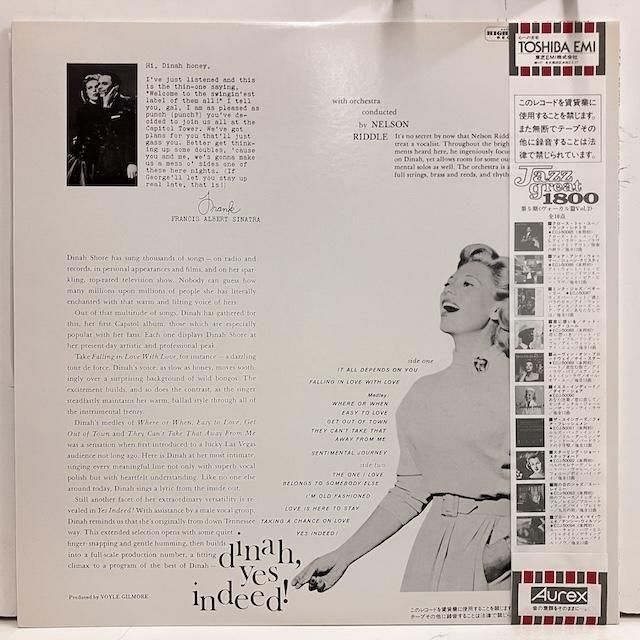 HIGH
Hi, Dinah honey,
I've just listened and this
is the thin-one saying,
"Welcome to the swingin'est
label of them all!" I tell
you, gal, I am as pleased as
punch (punchy?) you've de-
cided to join us all at the
Capitol Tower. We've got
plans for you that'll just
gass you. Better get think-
ing up some doubles, 'cause
you and me, we's gonna make
us a mess o' sides one of
these here nights. (If
George'll let you stay up
real late, that is!)
Frank
FRANCIS ALBERT SINATRA
with orchestra
conducted
by NELSON
RIDDLE
It's no secret by now that Nelson Ridd
treat a vocalist. Throughout the brigh
ments heard here, he ingeniously focu
on Dinah, yet allows room for some ou
mental solos as well. The orchestra is a
full strings, brass and reeds, and rhyth
Dinah Shore has sung thousands of songs – on radio and
records, in personal appearances and films, and on her spar-
kling, top-rated television show. Nobody can guess how
many millions upon millions of people she has literally
enchanted with that warm and lilting voice of hers.
Out of that multitude of songs, Dinah has gathered for
this, her first Capitol album, those which are especially
popular with her fans. Each one displays Dinah Shore at
her present-day artistic and professional peak.
Take Falling in Love With Love, for instance – a dazzling
tour de force. Dinah's voice, as slow as honey, moves sooth-
ingly over a surprising background of wild bongos. The
excitement builds, and so does the contrast, as the singer
steadfastly maintains her warm, ballad style through all of
the instrumental frenzy.
Dinah's medley of Where or When, Easy to Love, Get
Out of Town and They Can't Take That Away From Me
was a sensation when first introduced to a lucky Las Vegas
audience not long ago. Here is Dinah at her most intimate,
singing every meaningful line not only with superb vocal
polish but with heartfelt understanding. Like no one else
around today, Dinah sings a lyric from the inside out.
Still another facet of her extraordinary versatility is re-
vealed in Yes Indeed! With assistance by a male vocal group,
Dinah reminds us that she's originally from down Tennessee
way. This extended selection opens with some quiet
finger-snapping and gentle humming, then builds
into a full-scale production number, a fitting
climax to a program of the best of Dinah –
dinah,
yes
indeed!
Produced by VOYLE GILMORE
side one
IT ALL DEPENDS ON YOU
FALLING IN LOVE WITH LOVE
Medley:
WHERE OR WHEN
EASY TO LOVE
GET OUT OF TOWN
THEY CAN'T TAKE THAT
AWAY FROM ME
SENTIMENTAL JOURNEY
side two
THE ONE I LOVE
BELONGS TO SOMEBODY ELSE
I'M OLD FASHIONED
LOVE IS HERE TO STAY
TAKING A CHANCE ON LOVE
YES INDEED!
TOSHIBA EMI
東芝EMI株式会社
このレコードを賃貸業に
使用することを禁じます。
また無断でテープその
他に録音することは法
律で禁じられています。
Jazz
great
1800
第5期〈ヴォーカル篇Vol.2〉
全10点
Aurex